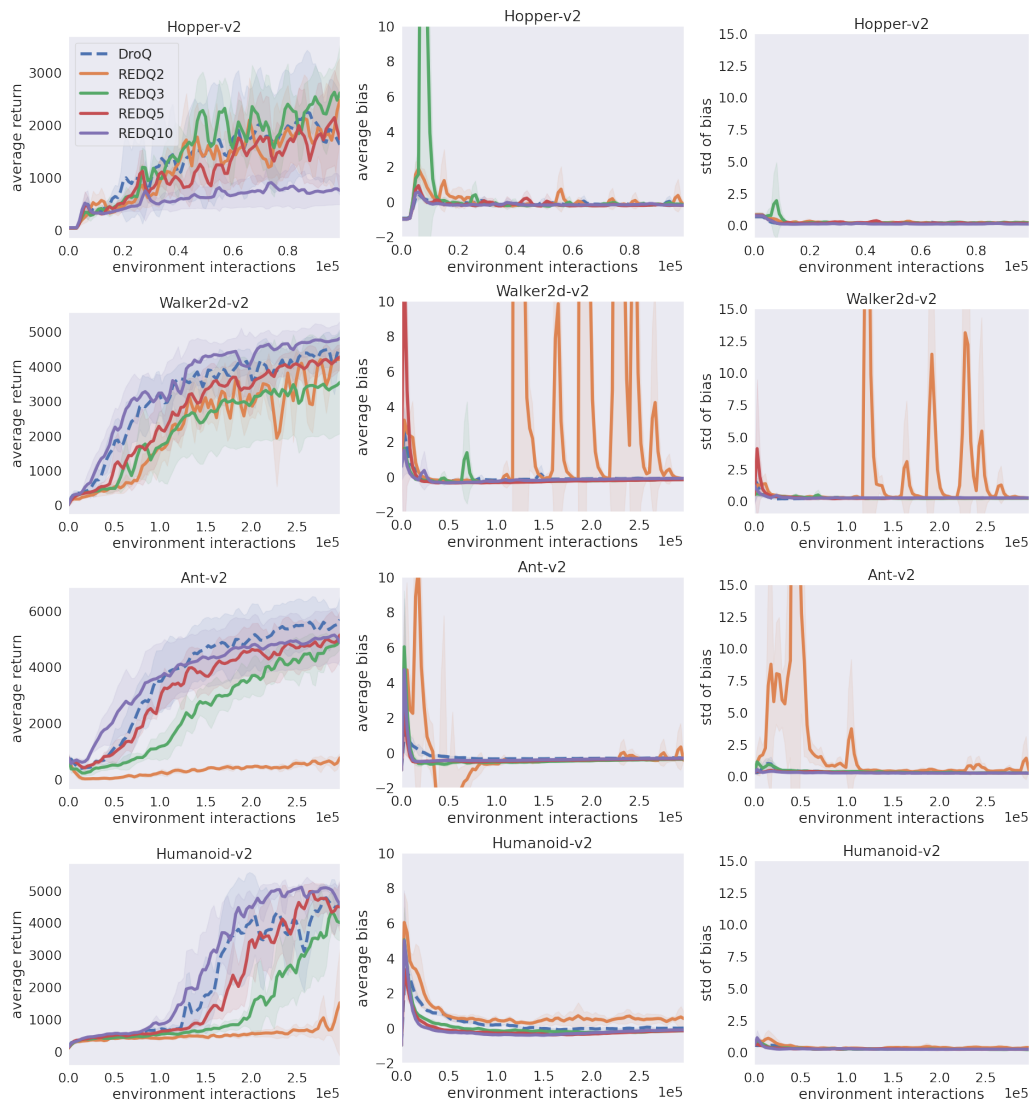 Hopper-v2
average return
3000
2000
1000
0
DroQ
REDQ2
REDQ3
REDQ5
REDQ10
0.0 0.2 0.4 0.6 0.8
environment interactions 1e5
Hopper-v2
average bias
10
8
6
4
2
0
−2
0.2 0.4 0.6 0.8
environment interactions 1e5
Hopper-v2
std of bias
15.0
12.5
10.0
7.5
5.0
2.5
0.0
0.0 0.2 0.4 0.6 0.8
environment interactions 1e5
Walker2d-v2
average return
5000
4000
3000
2000
1000
0
0.0 0.5 1.0 1.5 2.0 2.5
environment interactions 1e5
Walker2d-v2
average bias
10
8
6
4
2
0
−2
0.0 0.5 1.0 1.5 2.0 2.5
environment interactions 1e5
Walker2d-v2
std of bias
15.0
12.5
10.0
7.5
5.0
2.5
0.0
0.0 0.5 1.0 1.5 2.0 2.5
environment interactions 1e5
Ant-v2
average return
6000
4000
2000
0
0.0 0.5 1.0 1.5 2.0 2.5
environment interactions 1e5
Ant-v2
average bias
10
8
6
4
2
0
−2
0.0 0.5 1.0 1.5 2.0 2.5
environment interactions 1e5
Ant-v2
std of bias
15.0
12.5
10.0
7.5
5.0
2.5
0.0
0.0 0.5 1.0 1.5 2.0 2.5
environment interactions 1e5
Humanoid-v2
average return
5000
4000
3000
2000
1000
0
0.0 0.5 1.0 1.5 2.0 2.5
environment interactions 1e5
Humanoid-v2
average bias
10
8
6
4
2
0
−2
0.0 0.5 1.0 1.5 2.0 2.5
environment interactions 1e5
Humanoid-v2
std of bias
15.0
12.5
10.0
7.5
5.0
2.5
0.0
0.0 0.5 1.0 1.5 2.0 2.5
environment interactions 1e5